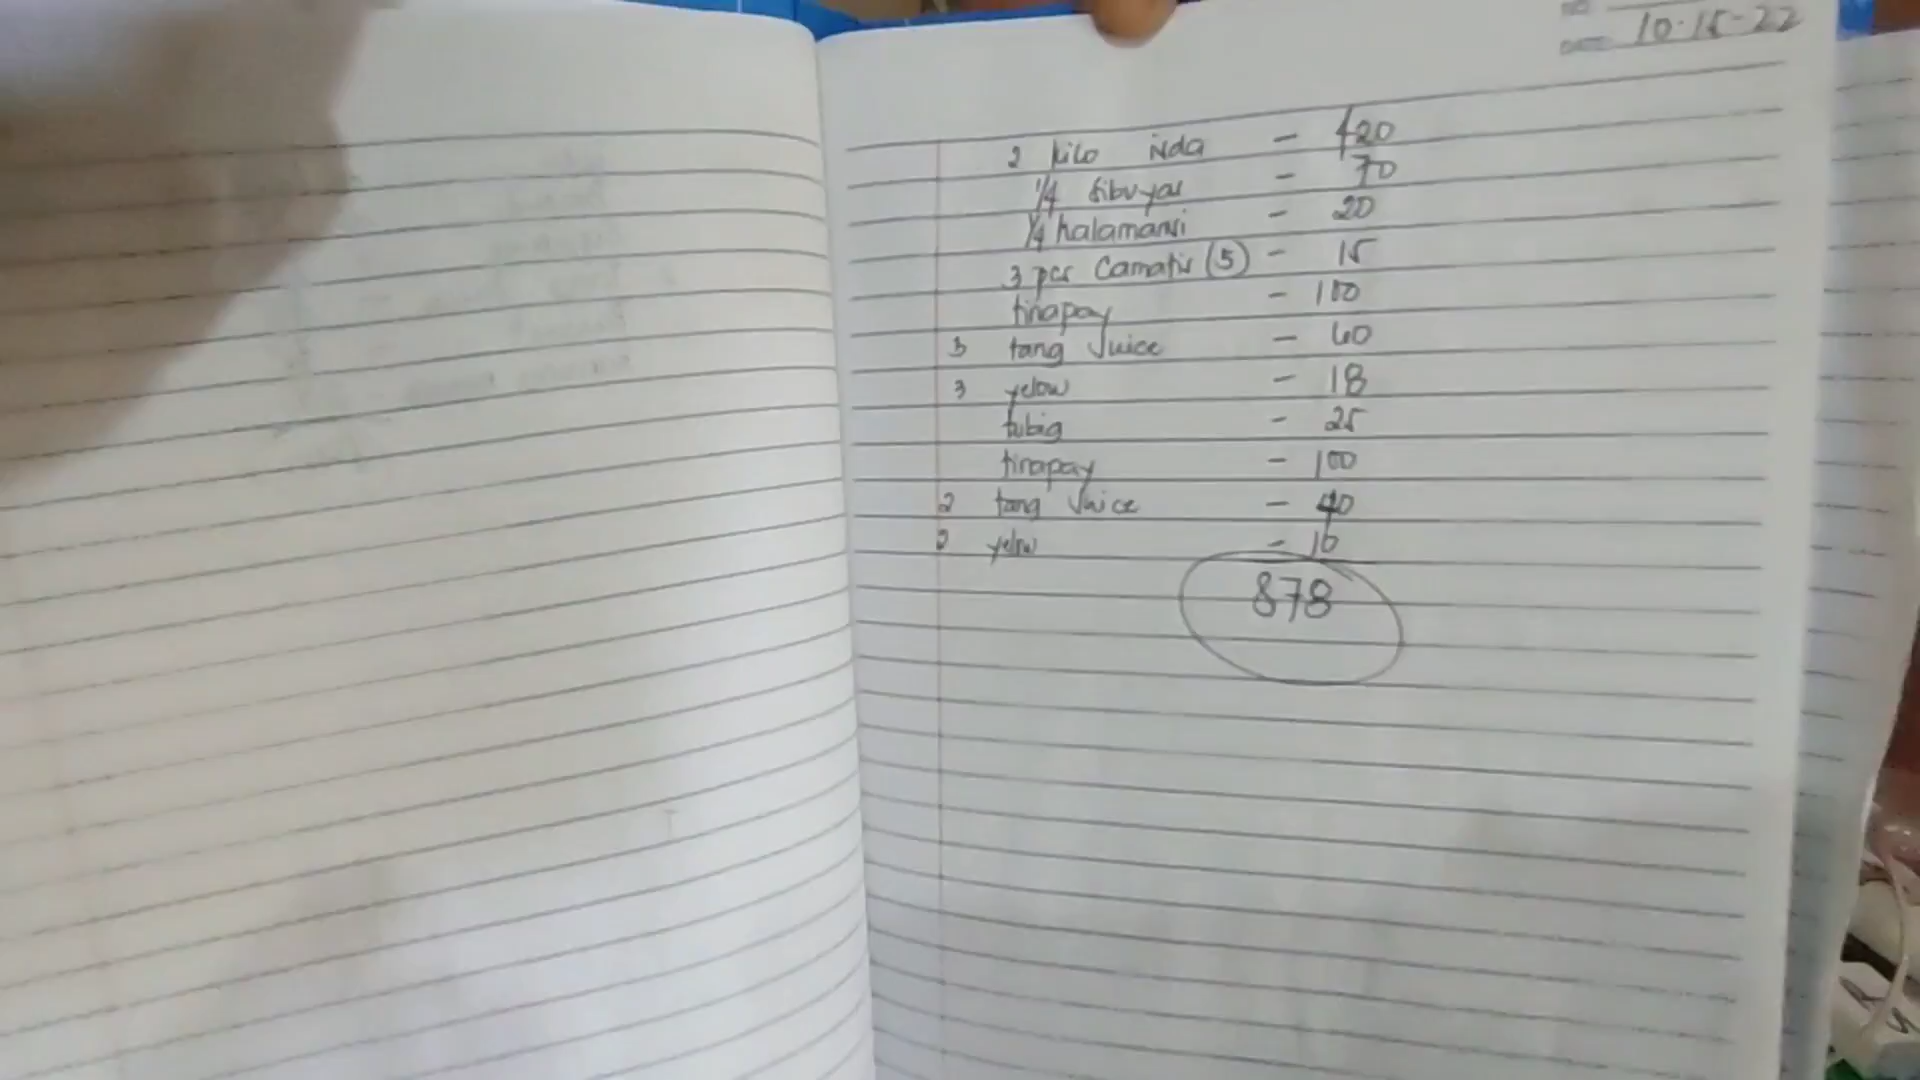 10-15-22
2 kilo isda - 420
1/4 sibuyas - 70
1/4 kalamansi - 20
3 pcs Camatis (5) - 15
tinapay - 100
3 tang Juice - 60
3 yelow - 18
tubig - 25
tinapay - 100
2 tang Juice - 40
2 yelow - 10
878